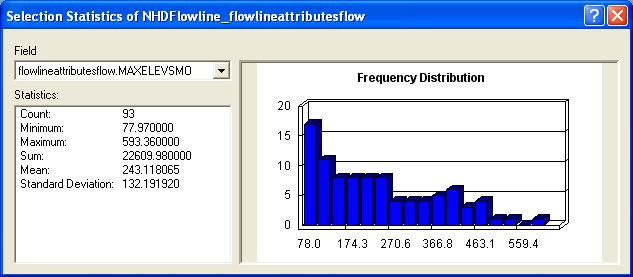 Selection Statistics of NHDFlowline_flowlineattributesflow
Field
flowlineattributesflow.MAXELEVSMO
Statistics:
Count: 93
Minimum: 77.970000
Maximum: 593.360000
Sum: 22609.980000
Mean: 243.118065
Standard Deviation: 132.191920
Frequency Distribution
20
15
10
5
0
78.0 174.3 270.6 366.8 463.1 559.4